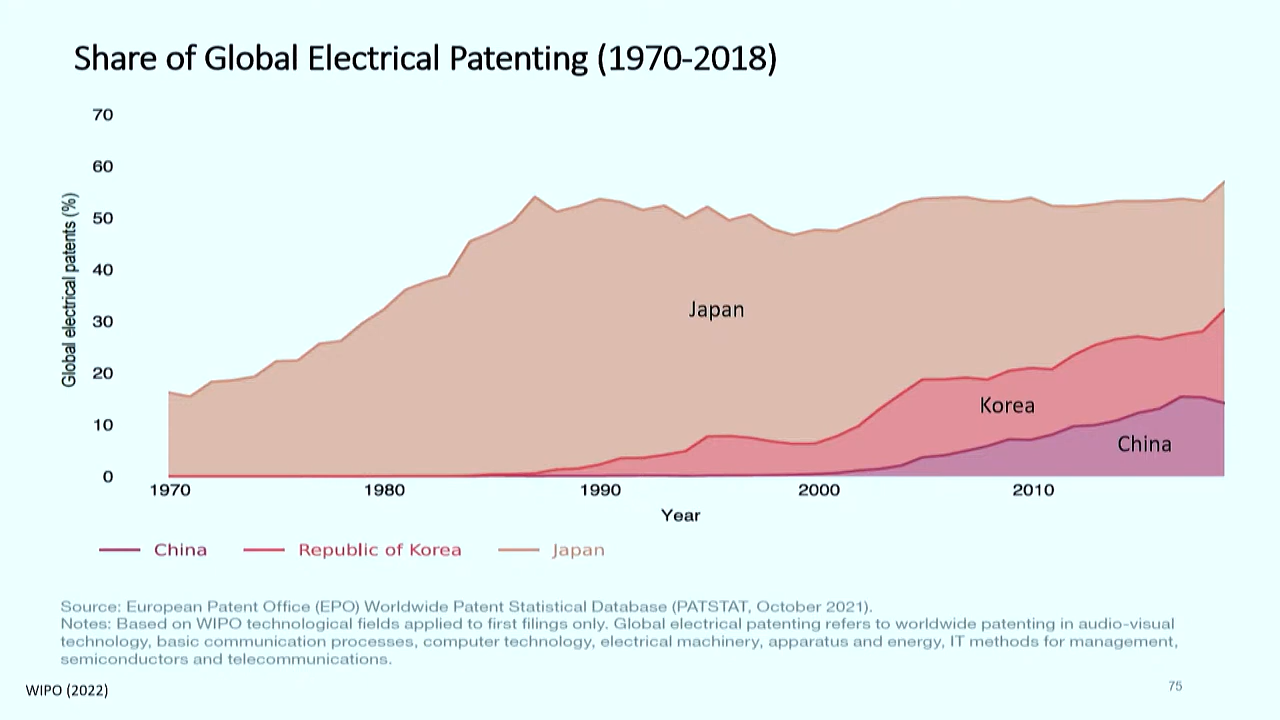 Share of Global Electrical Patenting (1970-2018)
Global electrical patents (%)
70
60
50
40
30
20
10
0
Japan
Korea
China
1970 1980 1990 2000 2010
Year
China Republic of Korea Japan
Source: European Patent Office (EPO) Worldwide Patent Statistical Database (PATSTAT, October 2021).
Notes: Based on WIPO technological fields applied to first filings only. Global electrical patenting refers to worldwide patenting in audio-visual
technology, basic communication processes, computer technology, electrical machinery, apparatus and energy, IT methods for management,
semiconductors and telecommunications.
WIPO (2022)
75